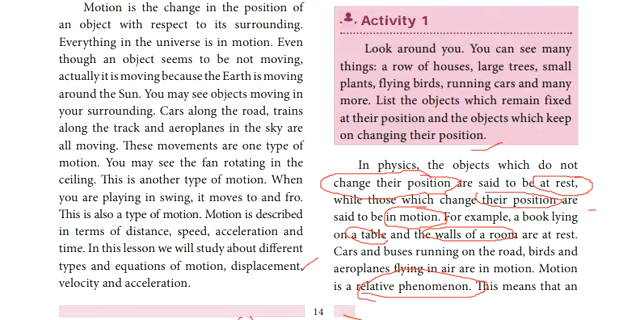 Motion is the change in the position of
an object with respect to its surrounding.
Everything in the universe is in motion. Even
though an object seems to be not moving,
actually it is moving because the Earth is moving
around the Sun. You may see objects moving in
your surrounding. Cars along the road, trains
along the track and aeroplanes in the sky are
all moving. These movements are one type of
motion. You may see the fan rotating in the
ceiling. This is another type of motion. When
you are playing in swing, it moves to and fro.
This is also a type of motion. Motion is described
in terms of distance, speed, acceleration and
time. In this lesson we will study about different
types and equations of motion, displacement,
velocity and acceleration.
Activity 1
Look around you. You can see many
things: a row of houses, large trees, small
plants, flying birds, running cars and many
more. List the objects which remain fixed
at their position and the objects which keep
on changing their position.
In physics, the objects which do not
change their position are said to be at rest,
while those which change their position are
said to be in motion. For example, a book lying
on a table and the walls of a room are at rest.
Cars and buses running on the road, birds and
aeroplanes flying in air are in motion. Motion
is a relative phenomenon. This means that an
14